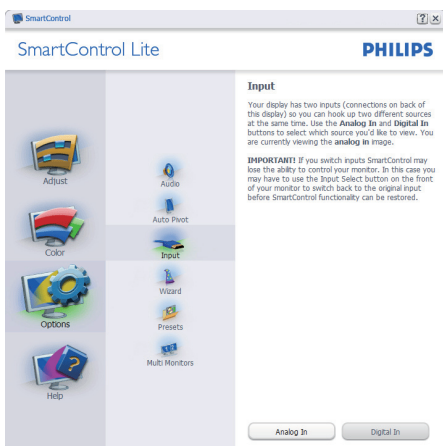 SmartControl
SmartControl Lite
PHILIPS
Adjust
Color
Options
Help
Audio
Auto Pivot
Input
Wizard
Presets
Multi Monitors
Input
Your display has two inputs (connections on back of
this display) so you can hook up two different sources
at the same time. Use the Analog In and Digital In
buttons to select which source you'd like to view. You
are currently viewing the analog in image.
IMPORTANT! If you switch inputs SmartControl may
lose the ability to control your monitor. In this case you
may have to use the Input Select button on the front
of your monitor to switch back to the original input
before SmartControl functionality can be restored.
Analog In
Digital In